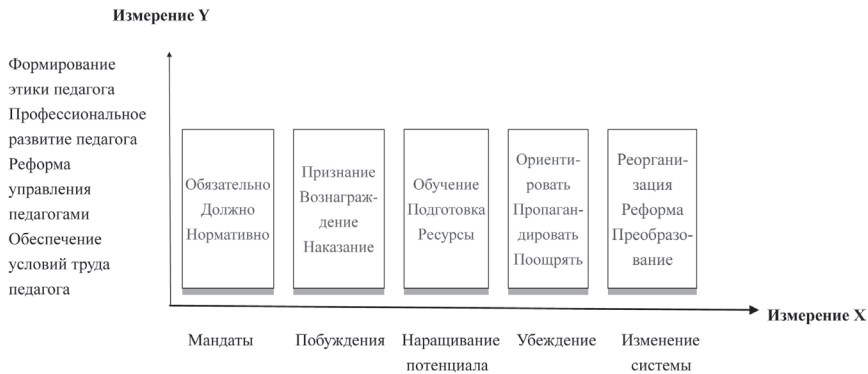 Измерение Y
Формирование
этики педагога
Профессиональное
развитие педагога
Реформа
управления
педагогами
Обеспечение
условий труда
педагога
Обязательно
Должно
Нормативно
Признание
Вознаграж-
дение
Наказание
Обучение
Подготовка
Ресурсы
Ориенти-
ровать
Пропаган-
дировать
Поощрять
Реоргани-
зация
Реформа
Преобразо-
вание
Измерение X
Мандаты
Побуждения
Наращивание
потенциала
Убеждение
Изменение
системы